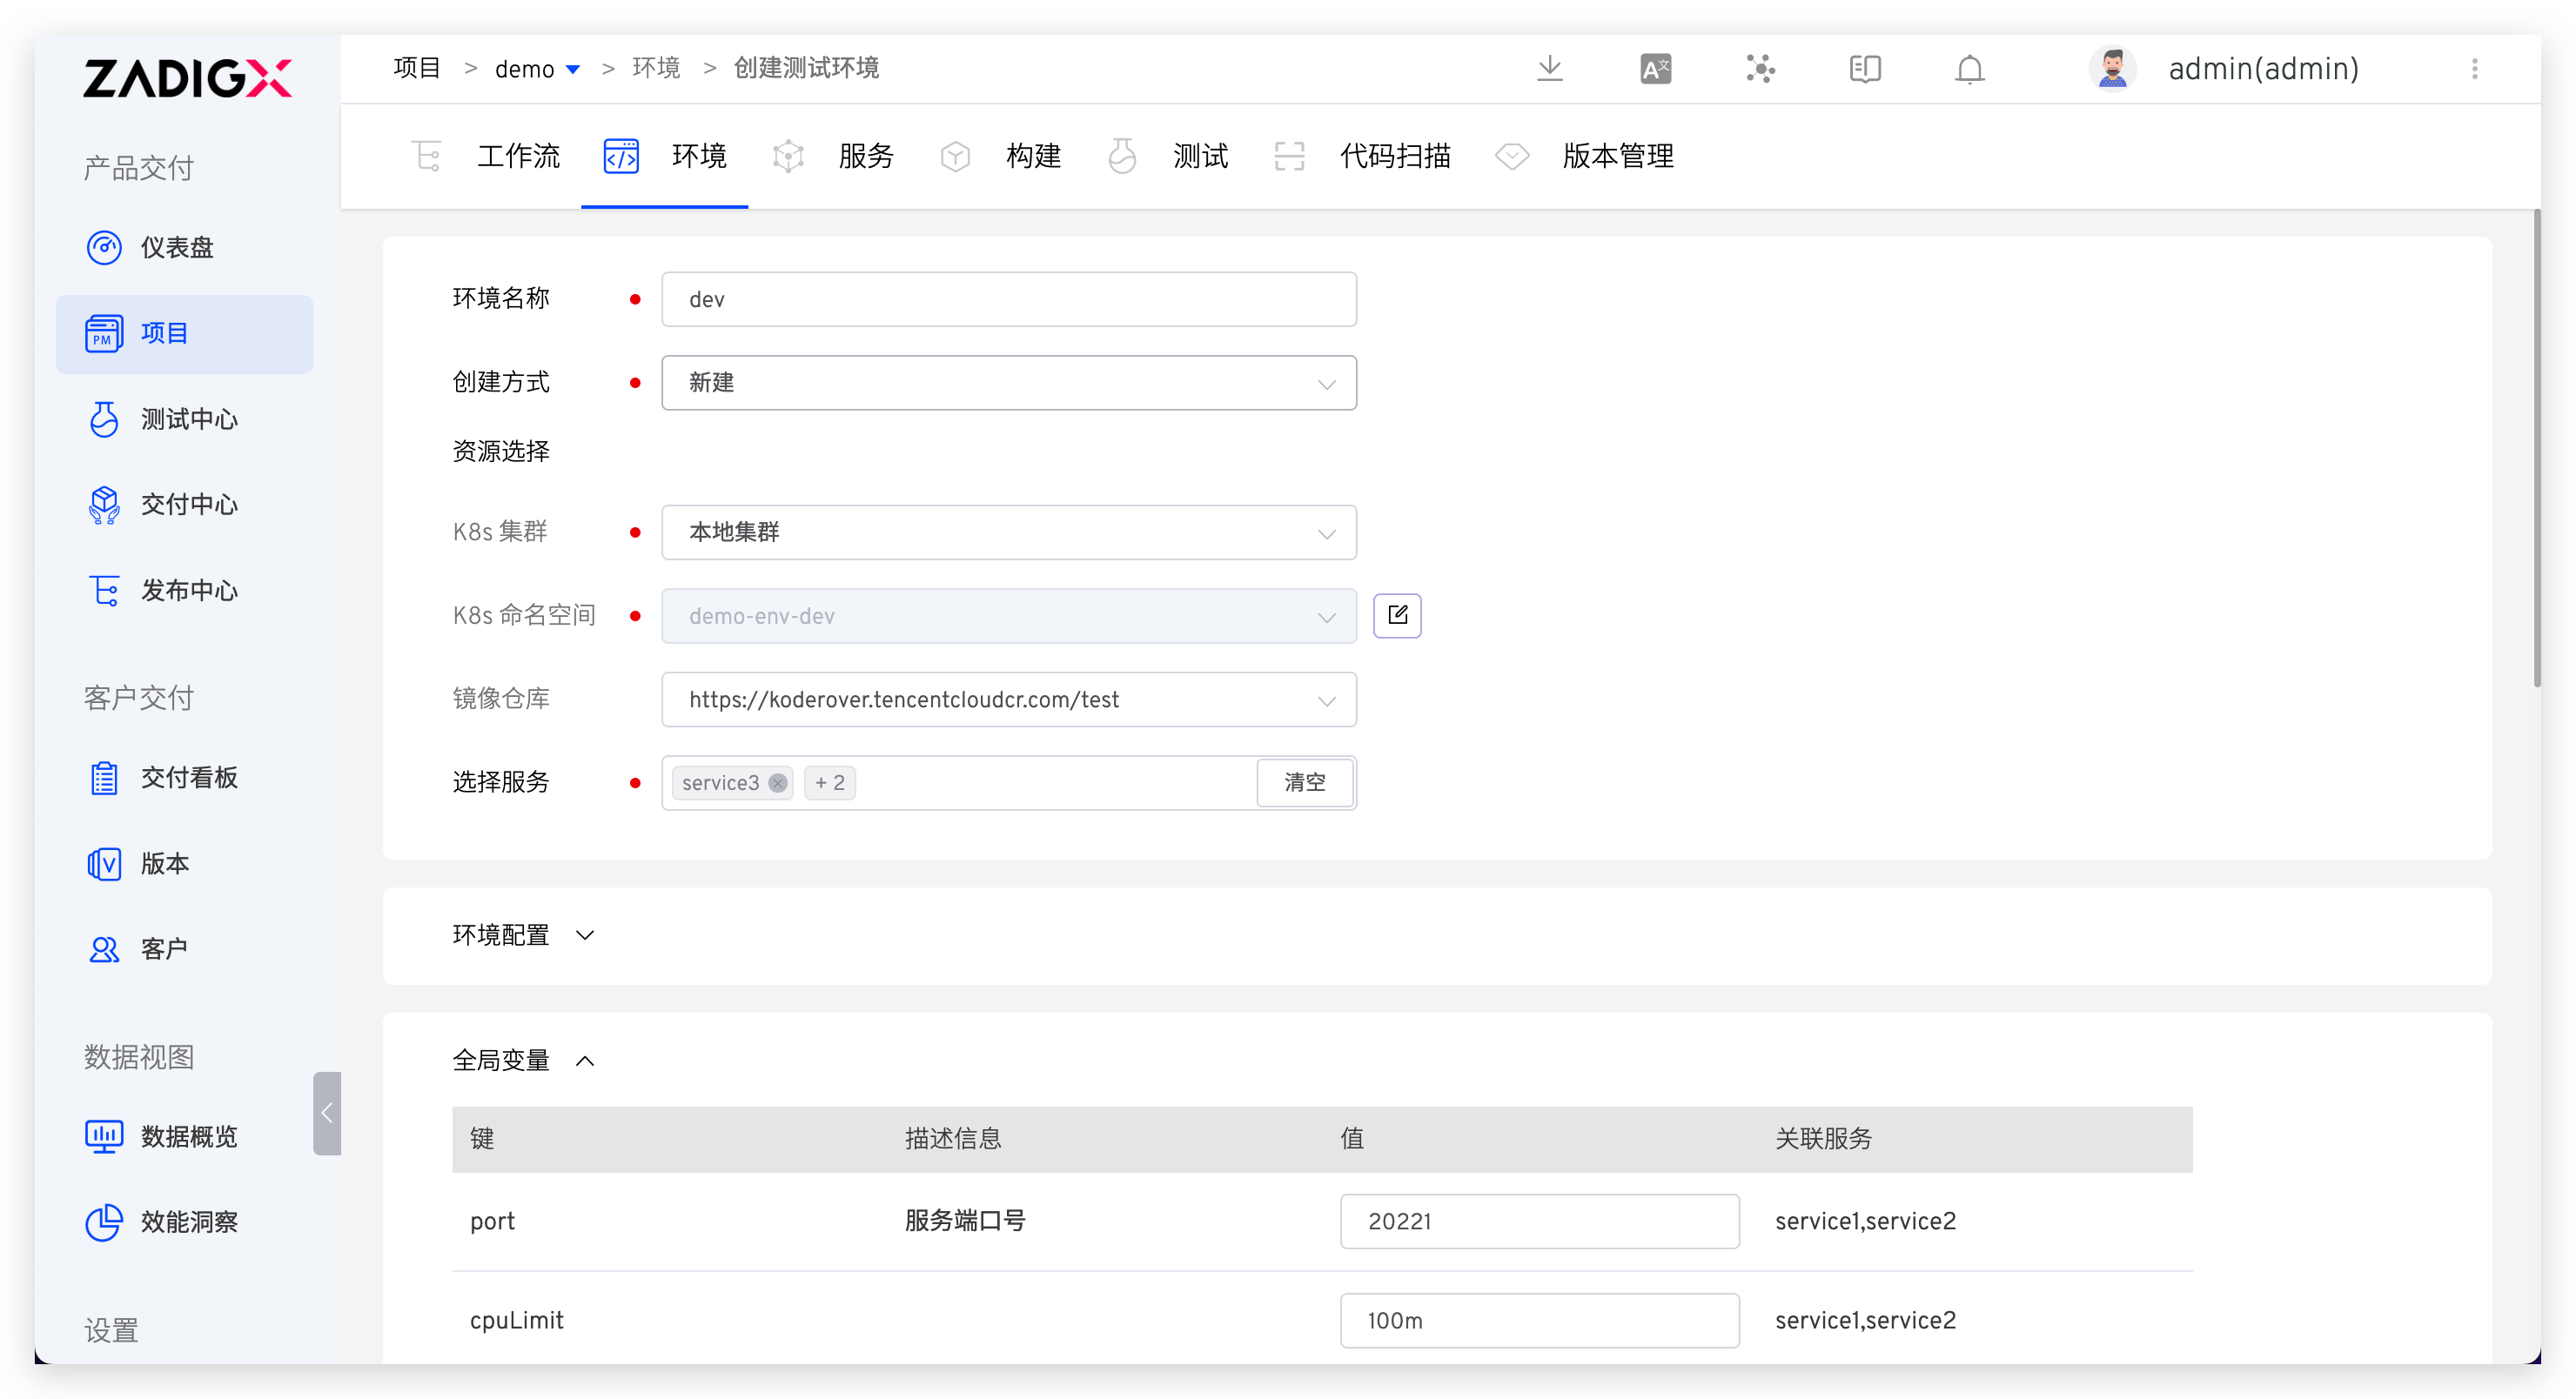 ZADIGX
项目 > demo > 环境 > 创建测试环境
A文
admin(admin)
工作流 环境 服务 构建 测试 代码扫描 版本管理
产品交付
仪表盘
PM 项目
测试中心
交付中心
发布中心
客户交付
交付看板
V 版本
客户
数据视图
数据概览
效能洞察
设置
环境名称 dev
创建方式 新建
资源选择
K8s 集群 本地集群
K8s 命名空间 demo-env-dev
镜像仓库 https://koderover.tencentcloudcr.com/test
选择服务 service3 + 2 清空
环境配置
全局变量
键 描述信息 值 关联服务
port 服务端口号 20221 service1,service2
cpuLimit 100m service1,service2